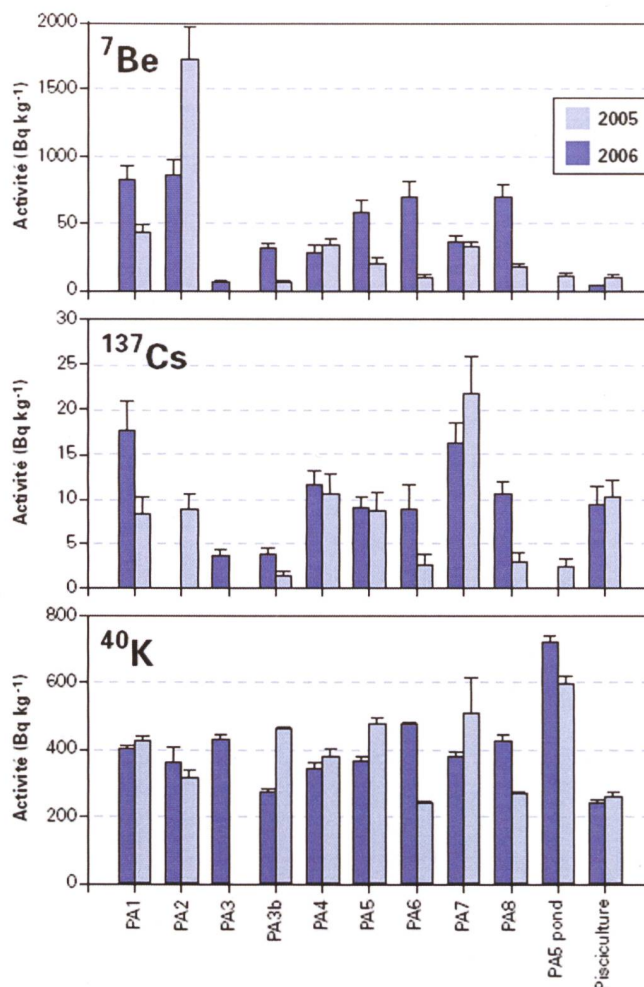 ⁷Be
2000
1500
1000
50
0
Activité (Bq kg⁻¹)
2005
2006
¹³⁷Cs
30
25
20
15
10
5
0
Activité (Bq kg⁻¹)
⁴⁰K
800
600
400
200
0
Activité (Bq kg⁻¹)
PA1
PA2
PA3
PA3b
PA4
PA5
PA6
PA7
PA8
PA5 pond
Pisciculture